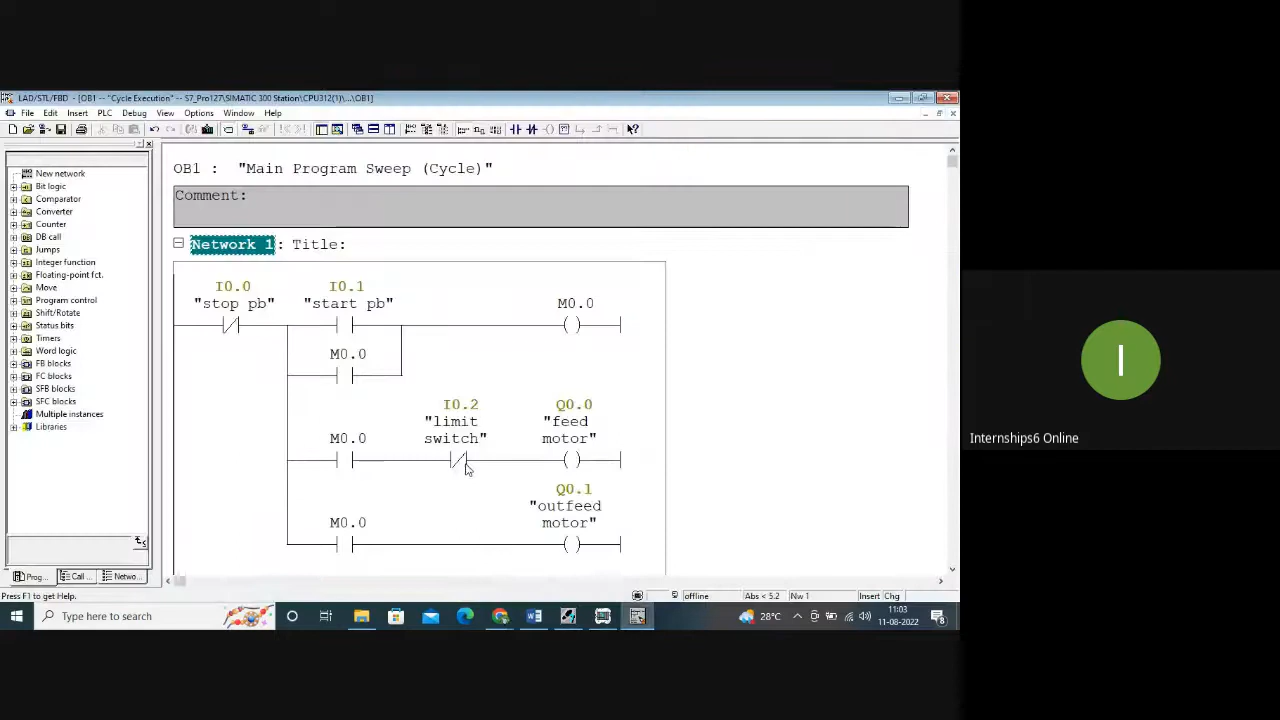 LAD/STL/FBD - [OB1 -- "Cycle Execution" -- S7_Pro127\SIMATIC 300 Station\CPU312(1)\...\OB1]
File Edit Insert PLC Debug View Options Window Help
OB1 : "Main Program Sweep (Cycle)"
Comment:
Network 1: Title:
I0.0
"stop pb"
I0.1
"start pb"
M0.0
M0.0
I0.2
"limit
switch"
Q0.0
"feed
motor"
M0.0
Q0.1
"outfeed
motor"
M0.0
New network
Bit logic
Comparator
Converter
Counter
DB call
Jumps
Integer function
Floating-point fct.
Move
Program control
Shift/Rotate
Status bits
Timers
Word logic
FB blocks
FC blocks
SFB blocks
SFC blocks
Multiple instances
Libraries
Prog... Call ... Netwo...
Press F1 to get Help.
offline Abs < 5.2 Nw 1 Insert Chg
Type here to search
28°C
11:03
11-08-2022
8
I
Internships6 Online